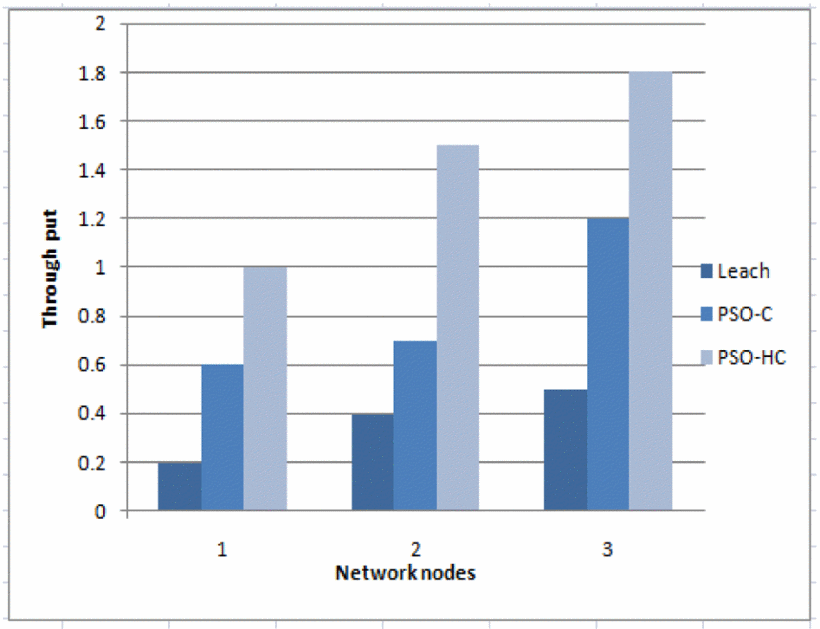 2
1.8
1.6
1.4
1.2
1
0.8
0.6
0.4
0.2
0
Through put
1 2 3
Network nodes
Leach
PSO-C
PSO-HC